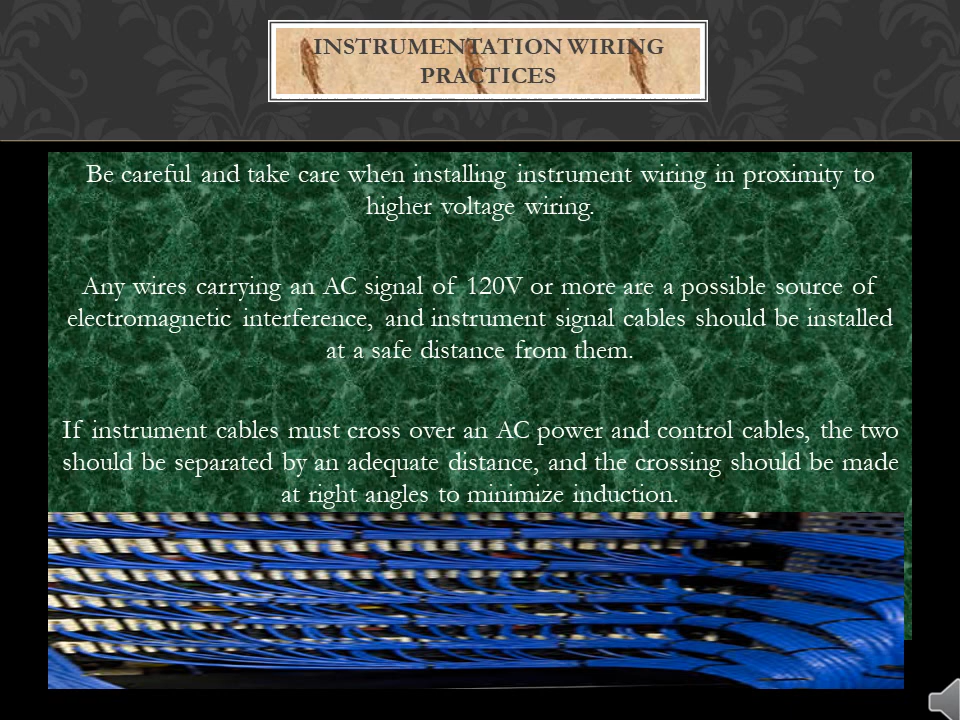 INSTRUMENTATION WIRING
PRACTICES
Be careful and take care when installing instrument wiring in proximity to
higher voltage wiring.
Any wires carrying an AC signal of 120V or more are a possible source of
electromagnetic interference, and instrument signal cables should be installed
at a safe distance from them.
If instrument cables must cross over an AC power and control cables, the two
should be separated by an adequate distance, and the crossing should be made
at right angles to minimize induction.